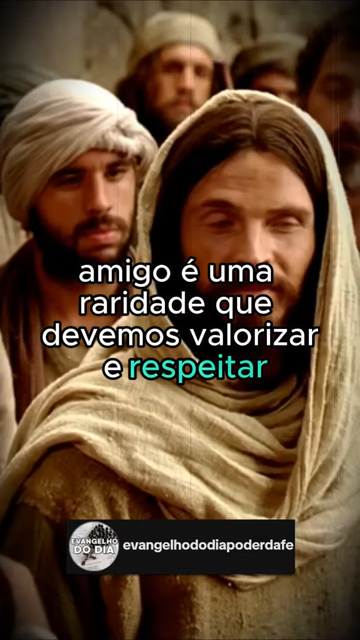 amigo é uma
raridade que
devemos valorizar
e respeitar
EVANGELHO
DO DIA
evangelhododiapoderdafe